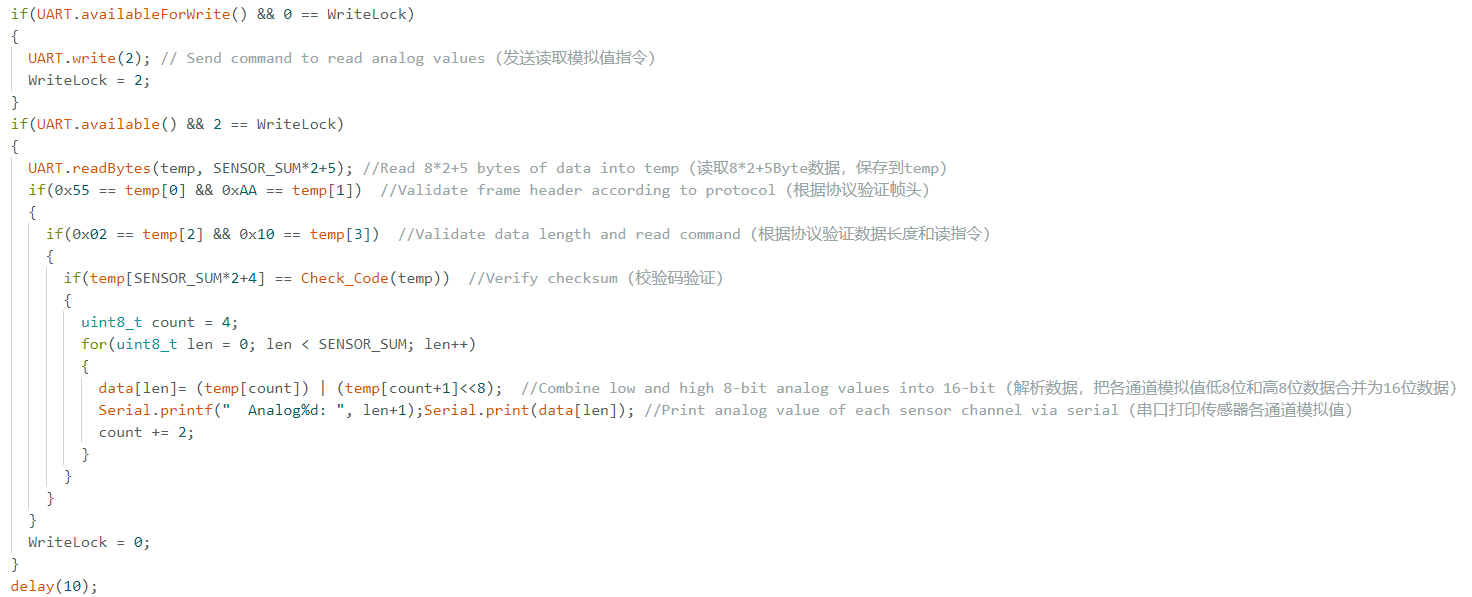 if(UART.availableForWrite() && 0 == WriteLock)
{
  UART.write(2); // Send command to read analog values (发送读取模拟值指令)
  WriteLock = 2;
}
if(UART.available() && 2 == WriteLock)
{
  UART.readBytes(temp, SENSOR_SUM*2+5); //Read 8*2+5 bytes of data into temp (读取8*2+5Byte数据，保存到temp)
  if(0x55 == temp[0] && 0xAA == temp[1])  //Validate frame header according to protocol (根据协议验证帧头)
  {
    if(0x02 == temp[2] && 0x10 == temp[3])  //Validate data length and read command (根据协议验证数据长度和读指令)
    {
      if(temp[SENSOR_SUM*2+4] == Check_Code(temp))  //Verify checksum (校验码验证)
      {
        uint8_t count = 4;
        for(uint8_t len = 0; len < SENSOR_SUM; len++)
        {
          data[len]= (temp[count]) | (temp[count+1]<<8);  //Combine low and high 8-bit analog values into 16-bit (解析数据，把各通道模拟值低8位和高8位数据合并为16位数据)
          Serial.printf("  Analog%d: ", len+1);Serial.print(data[len]); //Print analog value of each sensor channel via serial (串口打印传感器各通道模拟值)
          count += 2;
        }
      }
    }
  }
  WriteLock = 0;
}
delay(10);